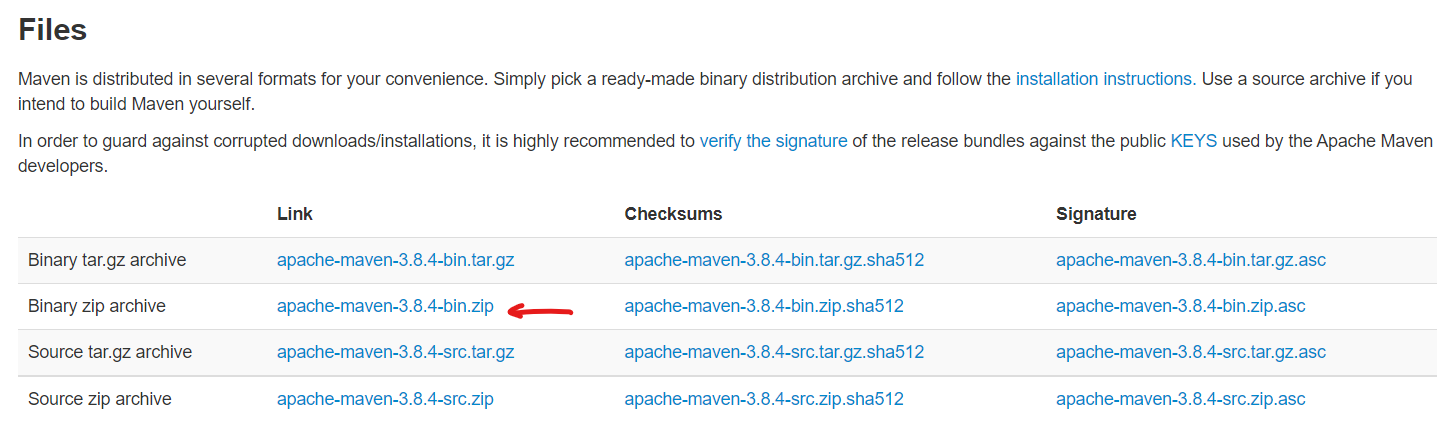 Files
Maven is distributed in several formats for your convenience. Simply pick a ready-made binary distribution archive and follow the installation instructions. Use a source archive if you
intend to build Maven yourself.
In order to guard against corrupted downloads/installations, it is highly recommended to verify the signature of the release bundles against the public KEYS used by the Apache Maven
developers.
Link Checksums Signature
Binary tar.gz archive apache-maven-3.8.4-bin.tar.gz apache-maven-3.8.4-bin.tar.gz.sha512 apache-maven-3.8.4-bin.tar.gz.asc
Binary zip archive apache-maven-3.8.4-bin.zip apache-maven-3.8.4-bin.zip.sha512 apache-maven-3.8.4-bin.zip.asc
Source tar.gz archive apache-maven-3.8.4-src.tar.gz apache-maven-3.8.4-src.tar.gz.sha512 apache-maven-3.8.4-src.tar.gz.asc
Source zip archive apache-maven-3.8.4-src.zip apache-maven-3.8.4-src.zip.sha512 apache-maven-3.8.4-src.zip.asc